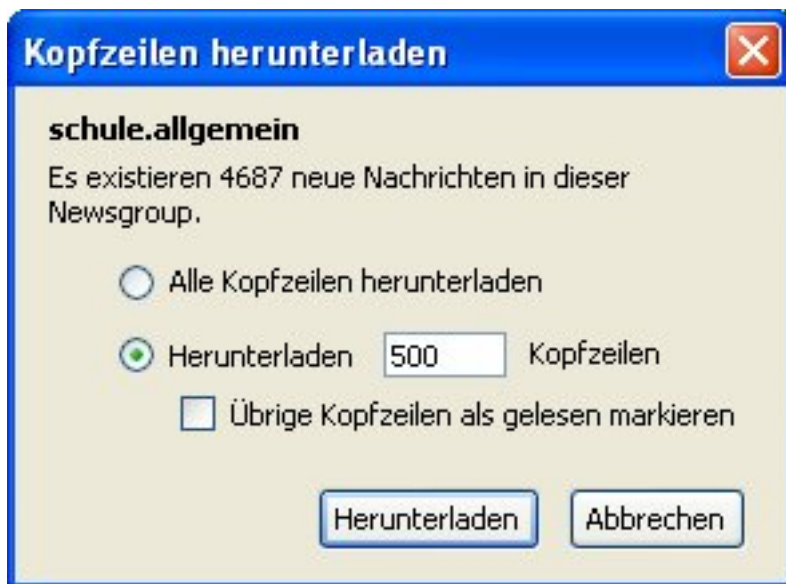 Kopfzeilen herunterladen
schule.allgemein
Es existieren 4687 neue Nachrichten in dieser
Newsgroup.
Alle Kopfzeilen herunterladen
Herunterladen 500 Kopfzeilen
Übrige Kopfzeilen als gelesen markieren
Herunterladen Abbrechen